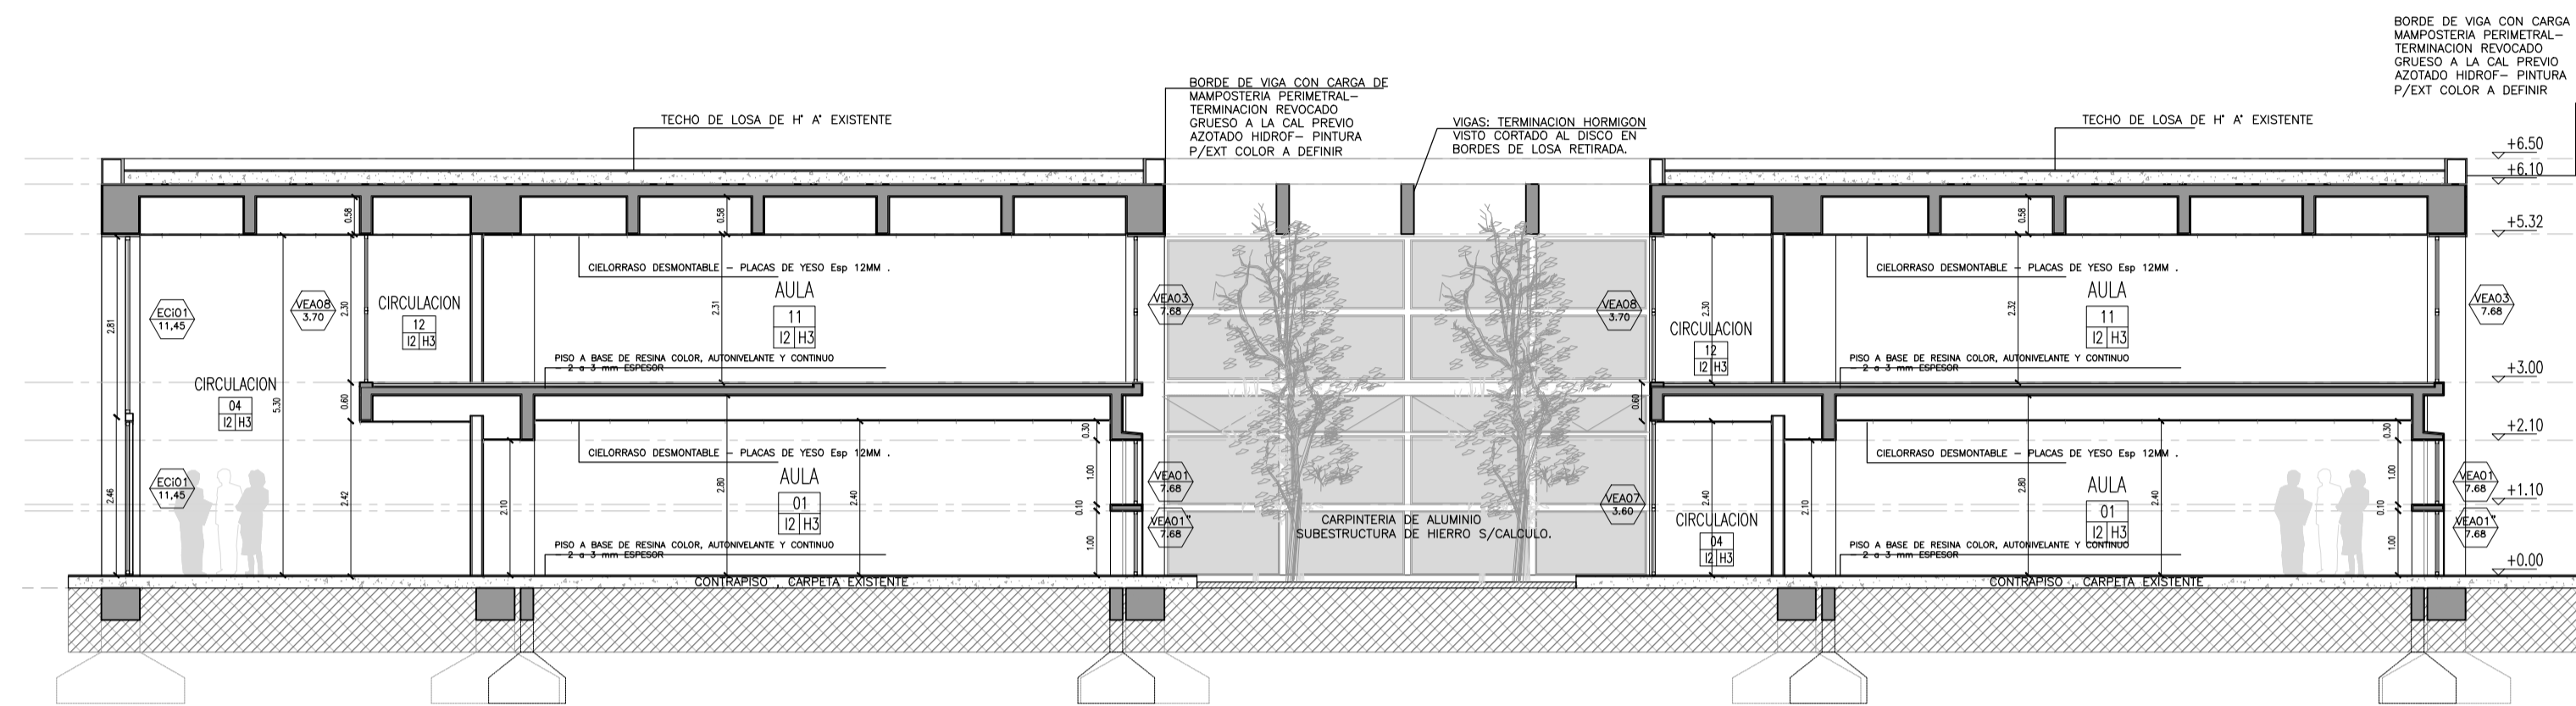 BORDE DE VIGA CON CARGA
MAMPOSTERIA PERIMETRAL-
TERMINACION REVOCADO
GRUESO A LA CAL PREVIO
AZOTADO HIDROF- PINTURA
P/EXT COLOR A DEFINIR
BORDE DE VIGA CON CARGA DE
MAMPOSTERIA PERIMETRAL-
TERMINACION REVOCADO
GRUESO A LA CAL PREVIO
AZOTADO HIDROF- PINTURA
P/EXT COLOR A DEFINIR
TECHO DE LOSA DE H° A° EXISTENTE
VIGAS: TERMINACION HORMIGON
VISTO CORTADO AL DISCO EN
BORDES DE LOSA RETIRADA.
TECHO DE LOSA DE H° A° EXISTENTE
+6.50
+6.10
+5.32
+3.00
+2.10
+1.10
+0.00
0.58
0.58
0.58
CIELORRASO DESMONTABLE - PLACAS DE YESO Esp 12MM .
AULA
11
I2 H3
2.31
PISO A BASE DE RESINA COLOR, AUTONIVELANTE Y CONTINUO
- 2 a 3 mm ESPESOR
ECi01
11,45
VEA08
3.70
2.30
CIRCULACION
12
I2 H3
2.81
CIRCULACION
04
I2 H3
5.30
0.60
ECi01
11,45
2.46
2.42
2.10
CIELORRASO DESMONTABLE - PLACAS DE YESO Esp 12MM .
AULA
01
I2 H3
2.80
2.40
PISO A BASE DE RESINA COLOR, AUTONIVELANTE Y CONTINUO
- 2 a 3 mm ESPESOR
0.30
1.00
0.10
1.00
VEA03
7.68
VEA01
7.68
VEA01"
7.68
CARPINTERIA DE ALUMINIO
SUBESTRUCTURA DE HIERRO S/CALCULO.
VEA08
3.70
VEA07
3.60
0.60
2.30
CIRCULACION
12
I2 H3
2.40
CIRCULACION
04
I2 H3
2.10
CIELORRASO DESMONTABLE - PLACAS DE YESO Esp 12MM .
AULA
11
I2 H3
2.32
PISO A BASE DE RESINA COLOR, AUTONIVELANTE Y CONTINUO
- 2 a 3 mm ESPESOR
CIELORRASO DESMONTABLE - PLACAS DE YESO Esp 12MM .
AULA
01
I2 H3
2.80
2.40
PISO A BASE DE RESINA COLOR, AUTONIVELANTE Y CONTINUO
- 2 a 3 mm ESPESOR
0.30
1.00
0.10
1.00
VEA03
7.68
VEA01
7.68
VEA01"
7.68
CONTRAPISO , CARPETA EXISTENTE
CONTRAPISO , CARPETA EXISTENTE